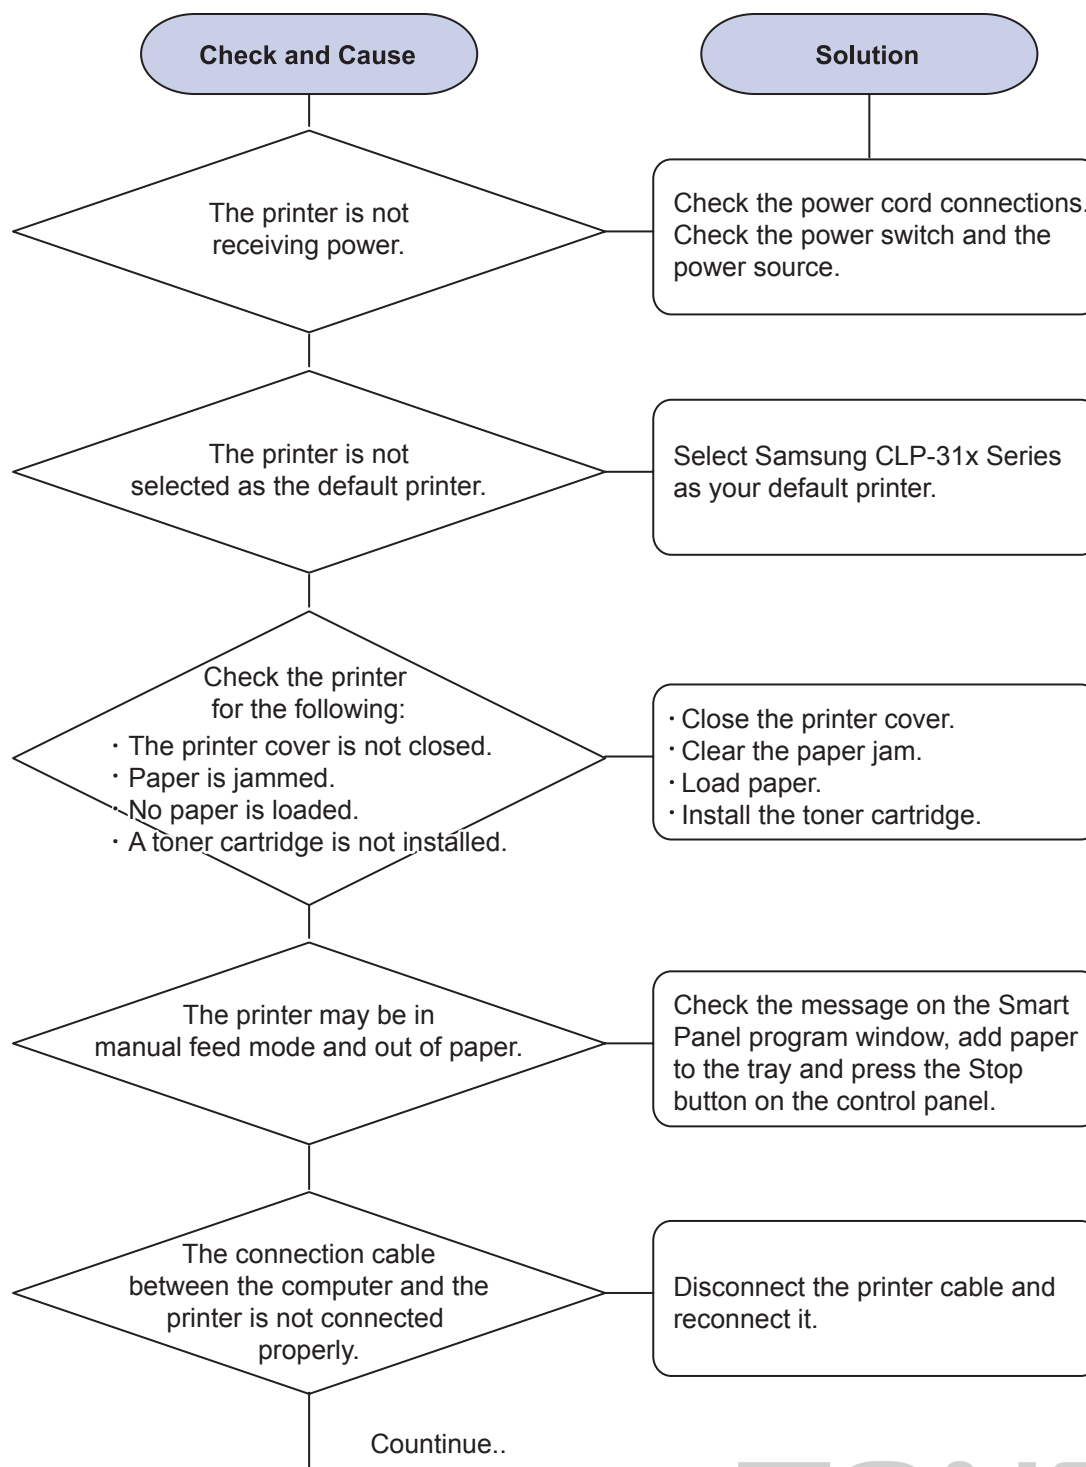 Check and Cause
Solution
The printer is not
receiving power.
Check the power cord connections.
Check the power switch and the
power source.
The printer is not
selected as the default printer.
Select Samsung CLP-31x Series
as your default printer.
Check the printer
for the following:
· The printer cover is not closed.
· Paper is jammed.
· No paper is loaded.
· A toner cartridge is not installed.
· Close the printer cover.
· Clear the paper jam.
· Load paper.
· Install the toner cartridge.
The printer may be in
manual feed mode and out of paper.
Check the message on the Smart
Panel program window, add paper
to the tray and press the Stop
button on the control panel.
The connection cable
between the computer and the
printer is not connected
properly.
Disconnect the printer cable and
reconnect it.
Countinue..